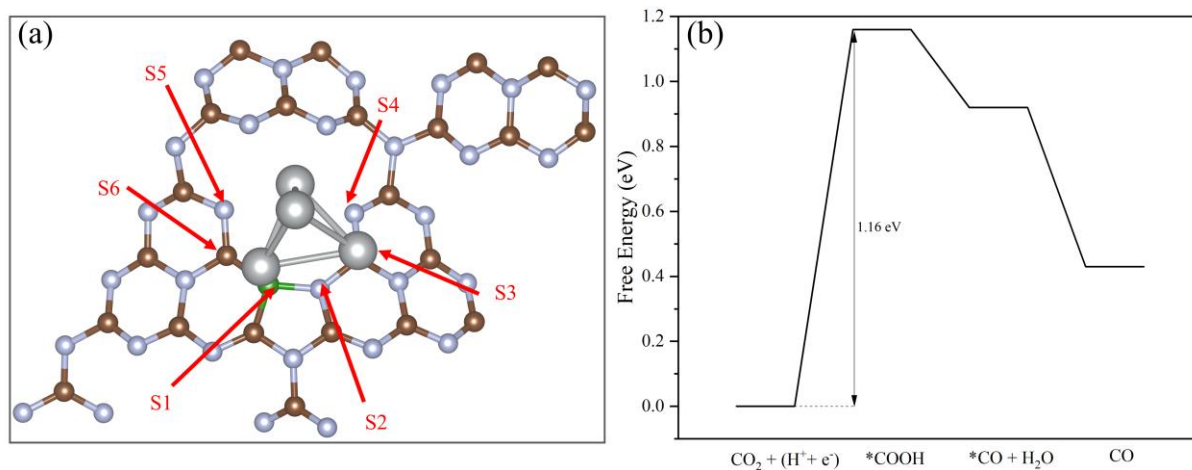 (a)
S5
S4
S6
S3
S1
S2
(b)
Free Energy (eV)
1.2
1.0
0.8
0.6
0.4
0.2
0.0
1.16 eV
CO₂ + (H⁺+ e⁻)
*COOH
*CO + H₂O
CO